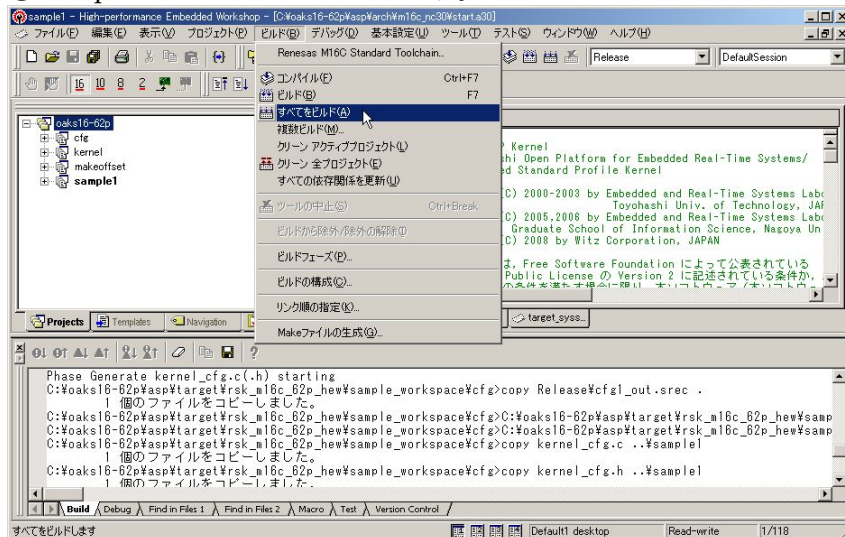 sample1 - High-performance Embedded Workshop - [C:¥oaks16-62p¥asp¥arch¥m16c_nc30¥start.a30]
ファイル(F) 編集(E) 表示(V) プロジェクト(P) ビルド(B) デバッグ(D) 基本設定(U) ツール(T) テスト(S) ウィンドウ(W) ヘルプ(H)
Release DefaultSession
16 10 8 2
Renesas M16C Standard Toolchain...
コンパイル(F) Ctrl+F7
ビルド(B) F7
すべてをビルド(A)
複数ビルド(M)...
クリーン アクティブプロジェクト(L)
クリーン 全プロジェクト(E)
すべての依存関係を更新(U)
ツールの中止(S) Ctrl+Break
ビルドから除外/除外の解除(I)
ビルドフェーズ(P)...
ビルドの構成(C)...
リンク順の指定(K)...
Makeファイルの生成(G)...
oaks16-62p
cfg
kernel
makeoffset
sample1
Kernel
hi Open Platform for Embedded Real-Time Systems/
ed Standard Profile Kernel
(C) 2000-2003 by Embedded and Real-Time Systems Labo
Toyohashi Univ. of Technology, JAP
(C) 2005,2006 by Embedded and Real-Time Systems Labo
Graduate School of Information Science, Nagoya Un
(C) 2008 by Witz Corporation, JAPAN
は,Free Software Foundation によって公表されている
Public License の Version 2 に記述されている条件か,
Projects Templates Navigation
target_syss...
Phase Generate kernel_cfg.c(.h) starting
C:¥oaks16-62p¥asp¥target¥rsk_m16c_62p_hew¥sample_workspace¥cfg>copy Release¥cfg1_out.srec .
1 個のファイルをコピーしました。
C:¥oaks16-62p¥asp¥target¥rsk_m16c_62p_hew¥sample_workspace¥cfg>C:¥oaks16-62p¥asp¥target¥rsk_m16c_62p_hew¥samp
C:¥oaks16-62p¥asp¥target¥rsk_m16c_62p_hew¥sample_workspace¥cfg>C:¥oaks16-62p¥asp¥target¥rsk_m16c_62p_hew¥samp
C:¥oaks16-62p¥asp¥target¥rsk_m16c_62p_hew¥sample_workspace¥cfg>copy kernel_cfg.c ..¥sample1
1 個のファイルをコピーしました。
C:¥oaks16-62p¥asp¥target¥rsk_m16c_62p_hew¥sample_workspace¥cfg>copy kernel_cfg.h ..¥sample1
1 個のファイルをコピーしました。
Build Debug Find in Files 1 Find in Files 2 Macro Test Version Control
すべてをビルドします Default1 desktop Read-write 1/118